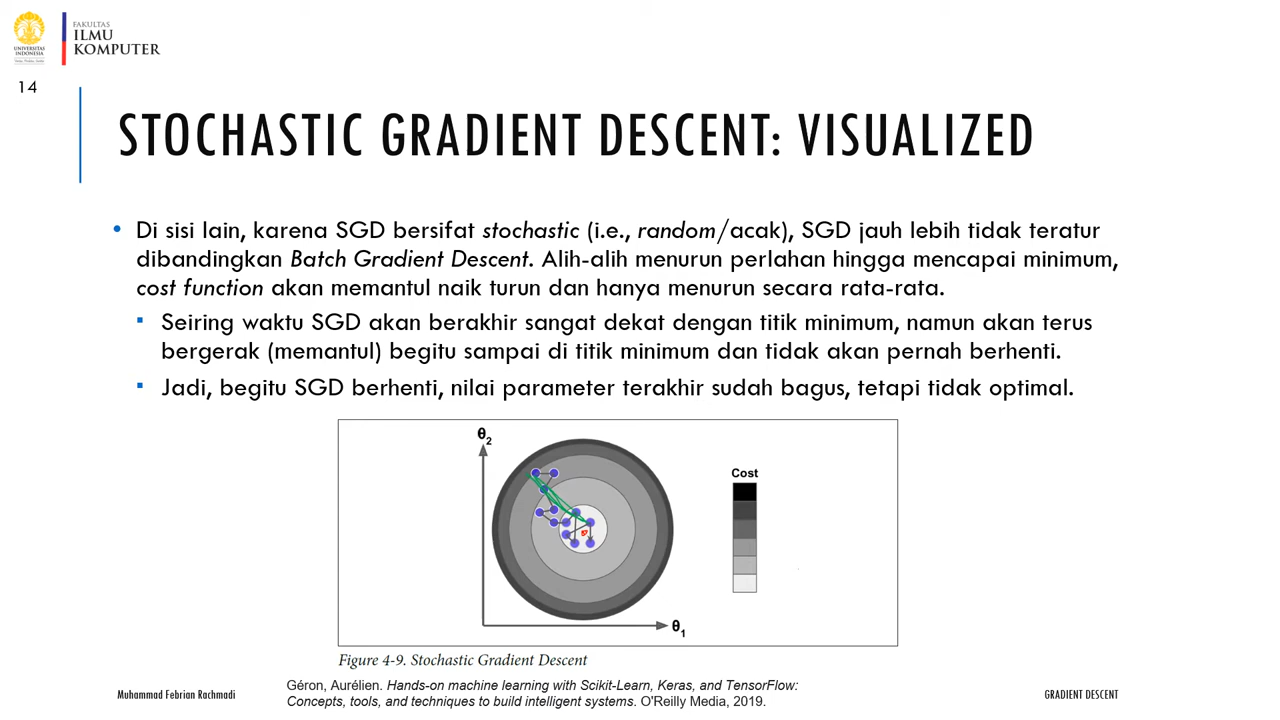 UNIVERSITAS
INDONESIA
FAKULTAS
ILMU
KOMPUTER
14
STOCHASTIC GRADIENT DESCENT: VISUALIZED
• Di sisi lain, karena SGD bersifat stochastic (i.e., random/acak), SGD jauh lebih tidak teratur
dibandingkan Batch Gradient Descent. Alih-alih menurun perlahan hingga mencapai minimum,
cost function akan memantul naik turun dan hanya menurun secara rata-rata.
▪ Seiring waktu SGD akan berakhir sangat dekat dengan titik minimum, namun akan terus
bergerak (memantul) begitu sampai di titik minimum dan tidak akan pernah berhenti.
▪ Jadi, begitu SGD berhenti, nilai parameter terakhir sudah bagus, tetapi tidak optimal.
θ2
Cost
θ1
Figure 4-9. Stochastic Gradient Descent
Géron, Aurélien. Hands-on machine learning with Scikit-Learn, Keras, and TensorFlow:
Concepts, tools, and techniques to build intelligent systems. O'Reilly Media, 2019.
Muhammad Febrian Rachmadi
GRADIENT DESCENT